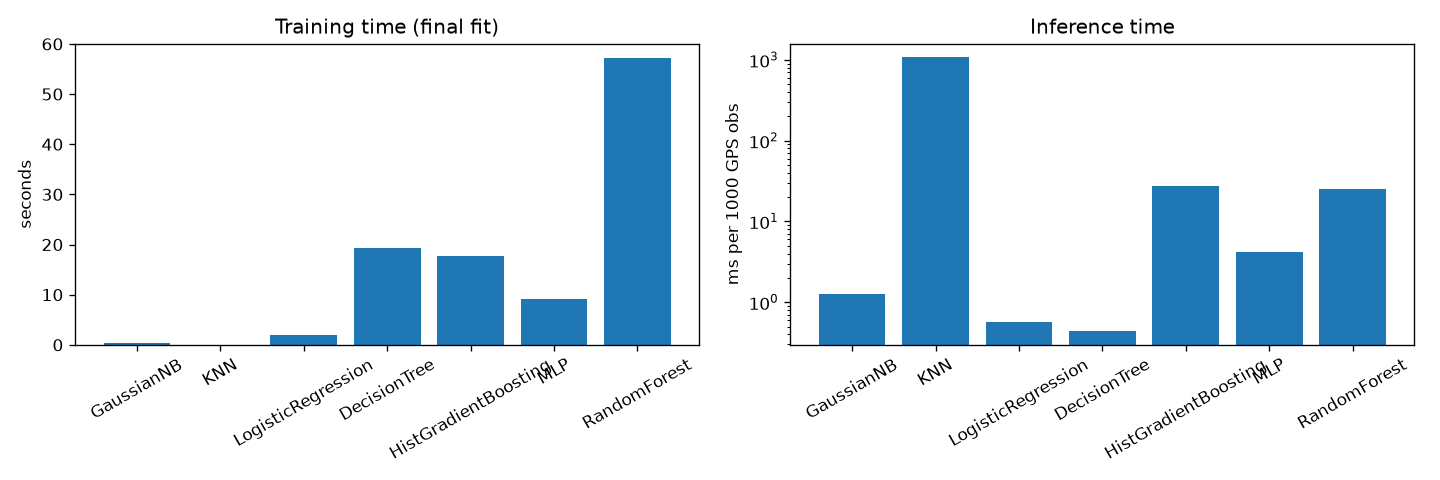 Training time (final fit)
seconds
60
50
40
30
20
10
0
GaussianNB
KNN
LogisticRegression
DecisionTree
HistGradientBoosting
MLP
RandomForest
Inference time
ms per 1000 GPS obs
10³
10²
10¹
10⁰
GaussianNB
KNN
LogisticRegression
DecisionTree
HistGradientBoosting
MLP
RandomForest